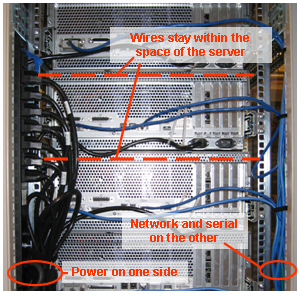 Wires stay within the
space of the server
Network and serial
on the other
Power on one side